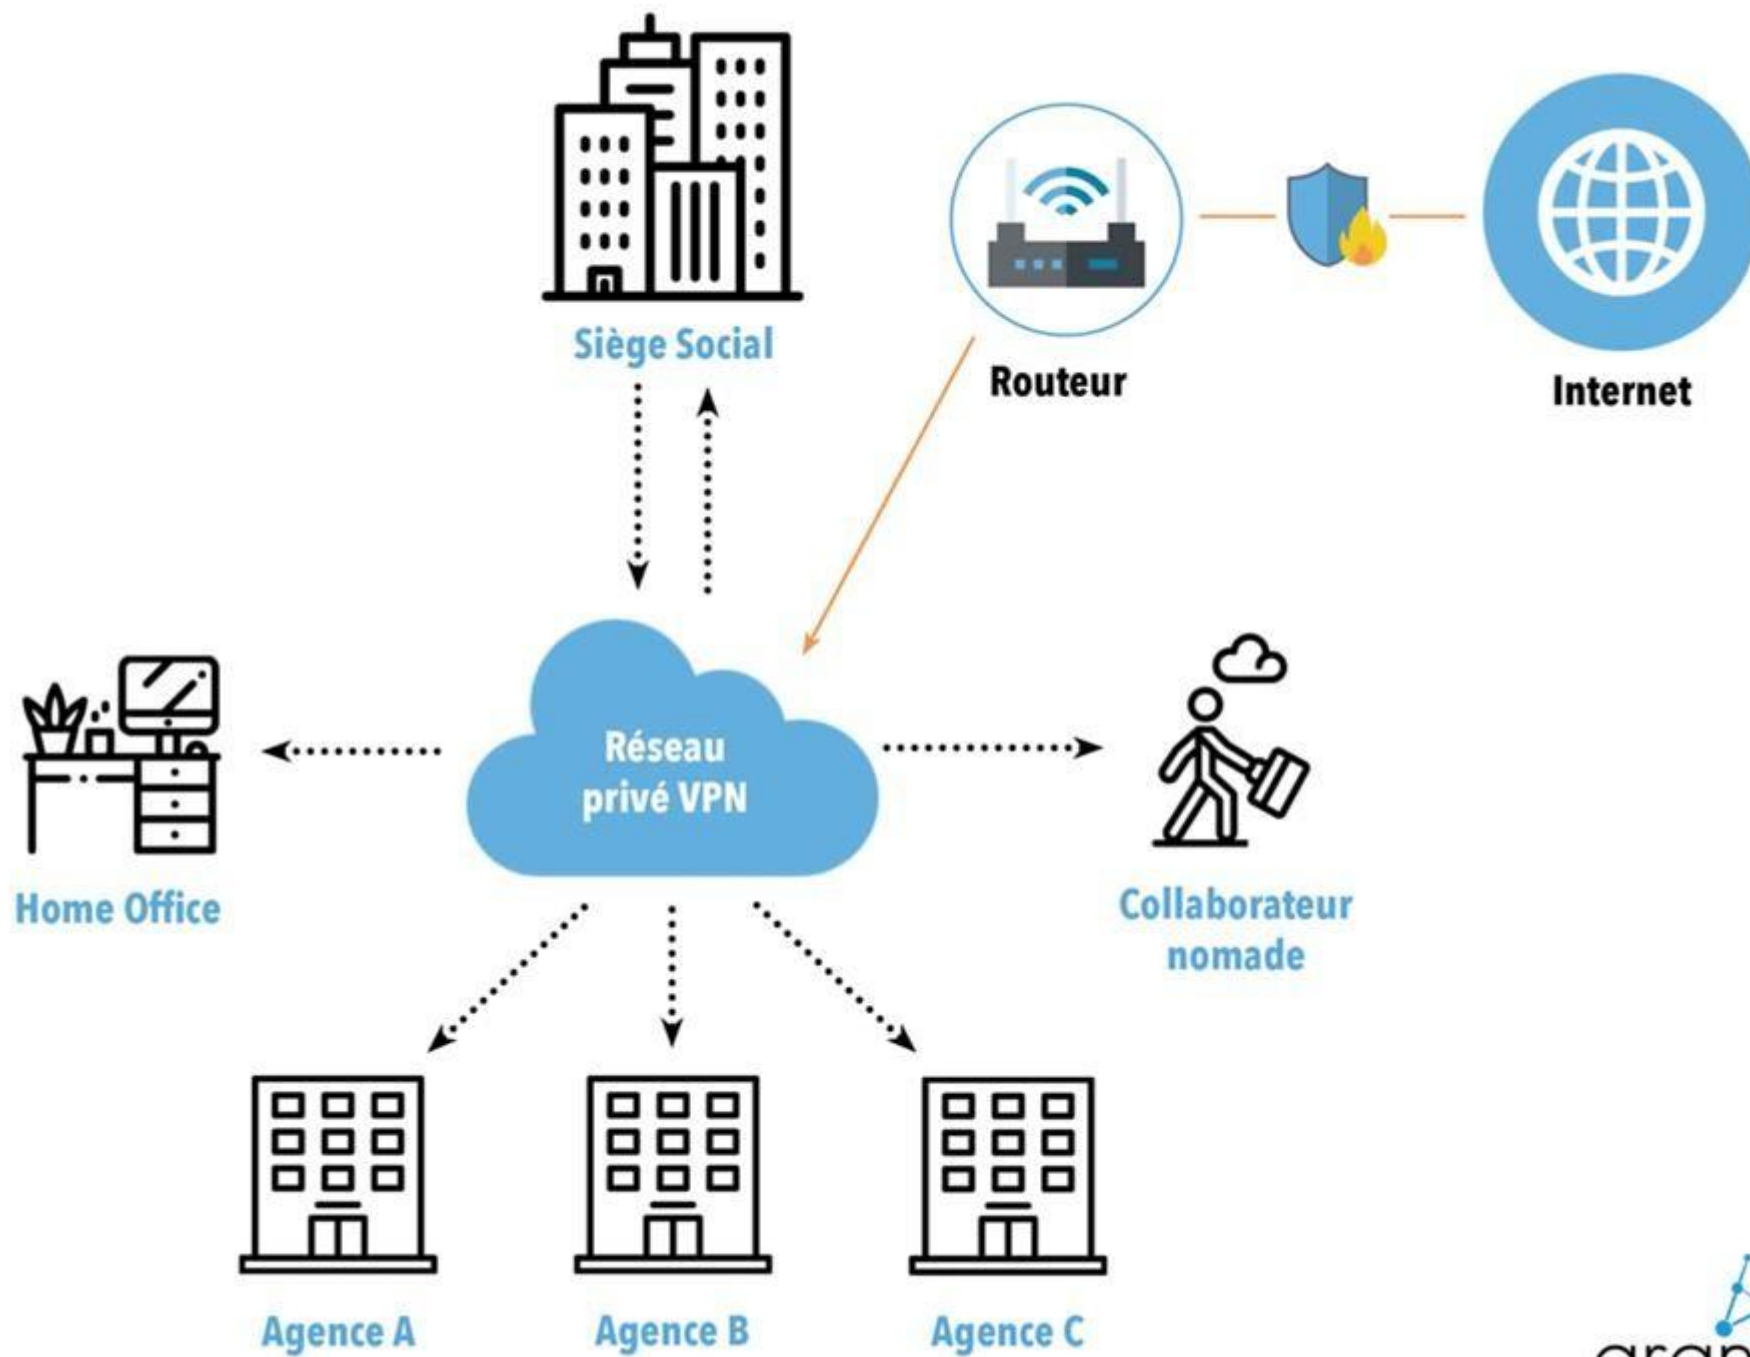 Siège Social
Routeur
Internet
Réseau
privé VPN
Home Office
Collaborateur
nomade
Agence A
Agence B
Agence C